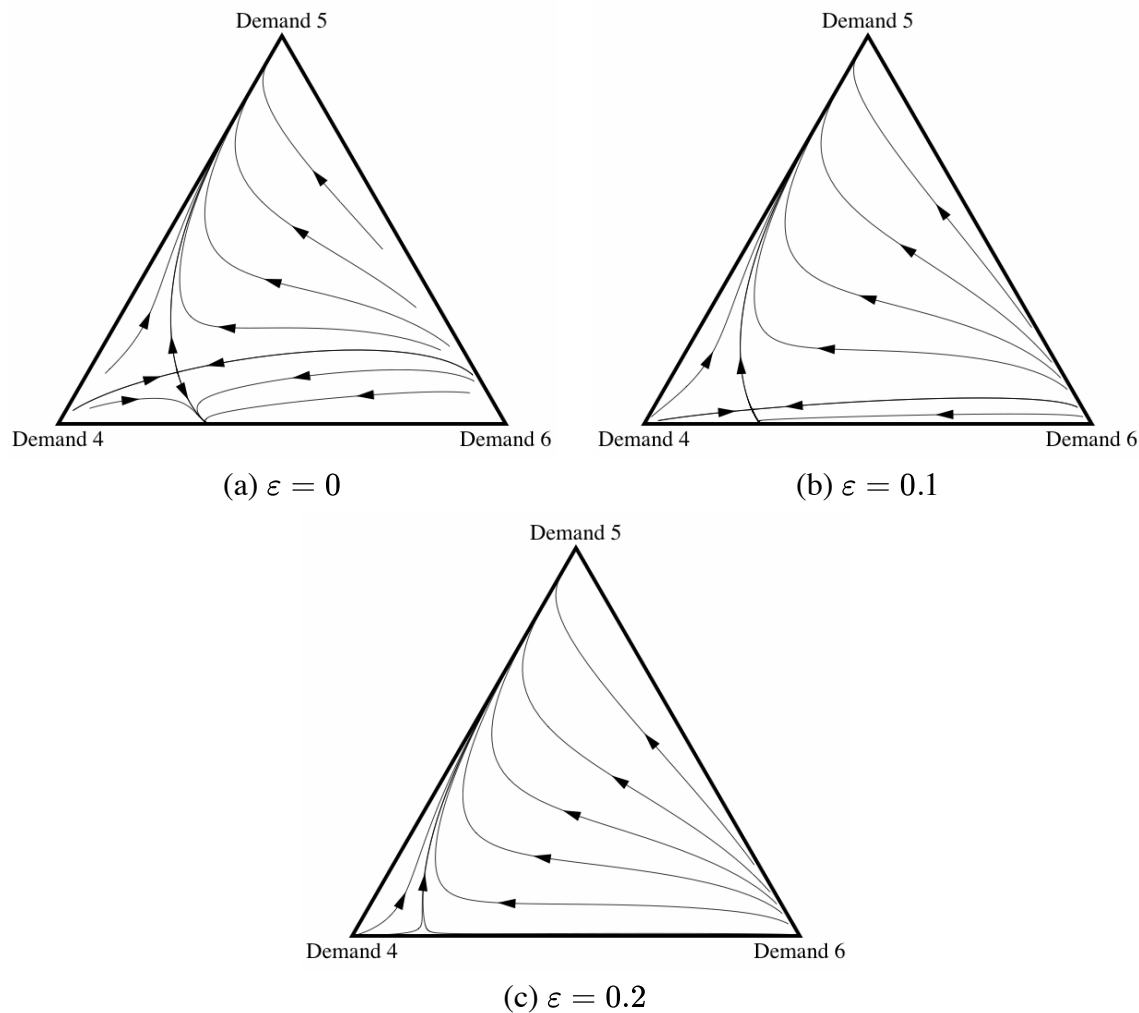 Demand 5 Demand 5
Demand 4 Demand 6 Demand 4 Demand 6
(a) ε = 0 (b) ε = 0.1
Demand 5
Demand 4 Demand 6
(c) ε = 0.2